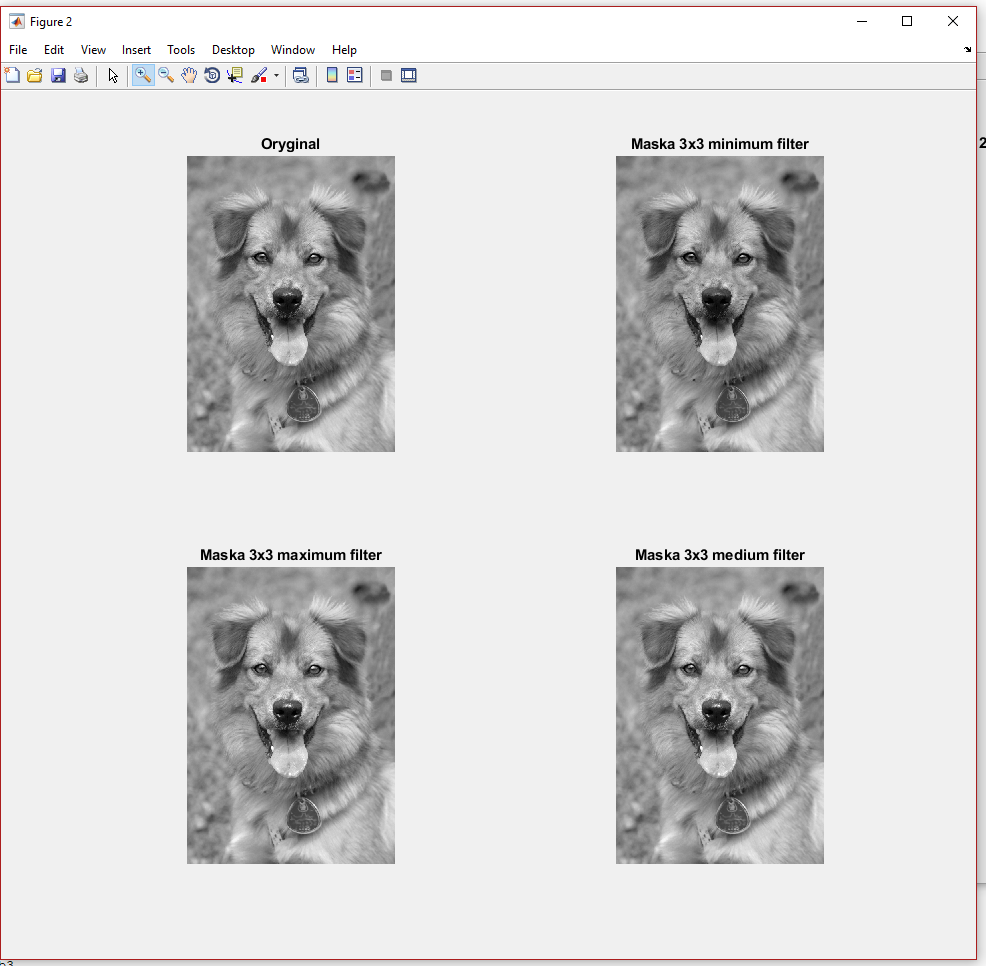 Figure 2
File Edit View Insert Tools Desktop Window Help
Oryginal
Maska 3x3 minimum filter
2
Maska 3x3 maximum filter
Maska 3x3 medium filter